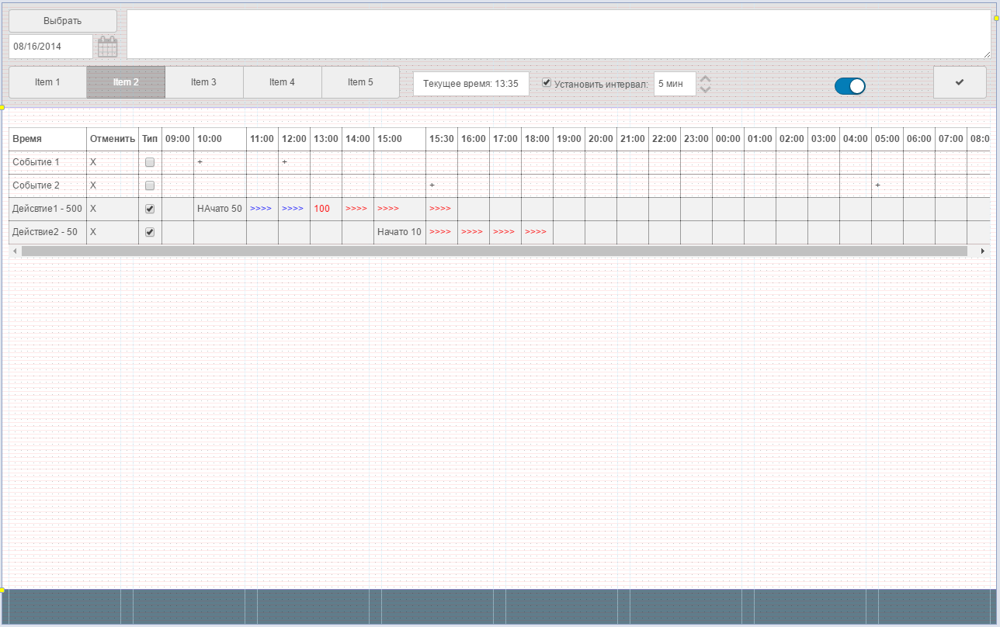 Выбрать
08/16/2014
Item 1 Item 2 Item 3 Item 4 Item 5 Текущее время: 13:35 Установить интервал: 5 мин
Время Отменить Тип 09:00 10:00 11:00 12:00 13:00 14:00 15:00 15:30 16:00 17:00 18:00 19:00 20:00 21:00 22:00 23:00 00:00 01:00 02:00 03:00 04:00 05:00 06:00 07:00 08:0
Событие 1 X + +
Событие 2 X + +
Дейсвтие1 - 500 X НАчато 50 >>>> >>>> 100 >>>> >>>> >>>>
Действие2 - 50 X Начато 10 >>>> >>>> >>>> >>>>